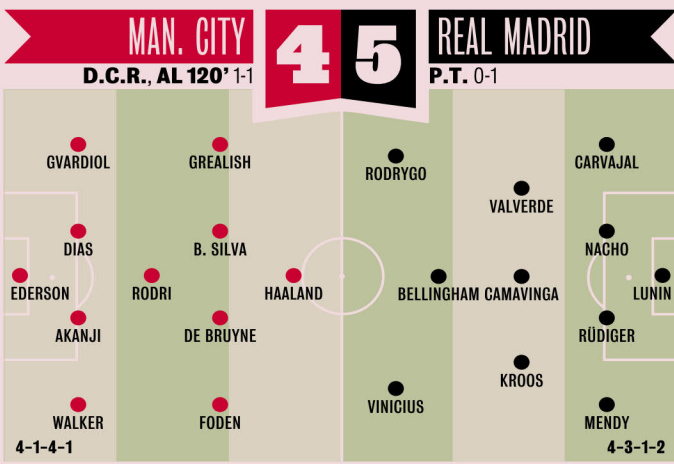 MAN. CITY 4 5 REAL MADRID
D.C.R., AL 120' 1-1 P.T. 0-1
GVARDIOL
GREALISH
DIAS
B. SILVA
EDERSON
RODRI
HAALAND
AKANJI
DE BRUYNE
WALKER
FODEN
4-1-4-1
RODRYGO
CARVAJAL
VALVERDE
NACHO
BELLINGHAM CAMAVINGA
LUNIN
RÜDIGER
KROOS
VINICIUS
MENDY
4-3-1-2